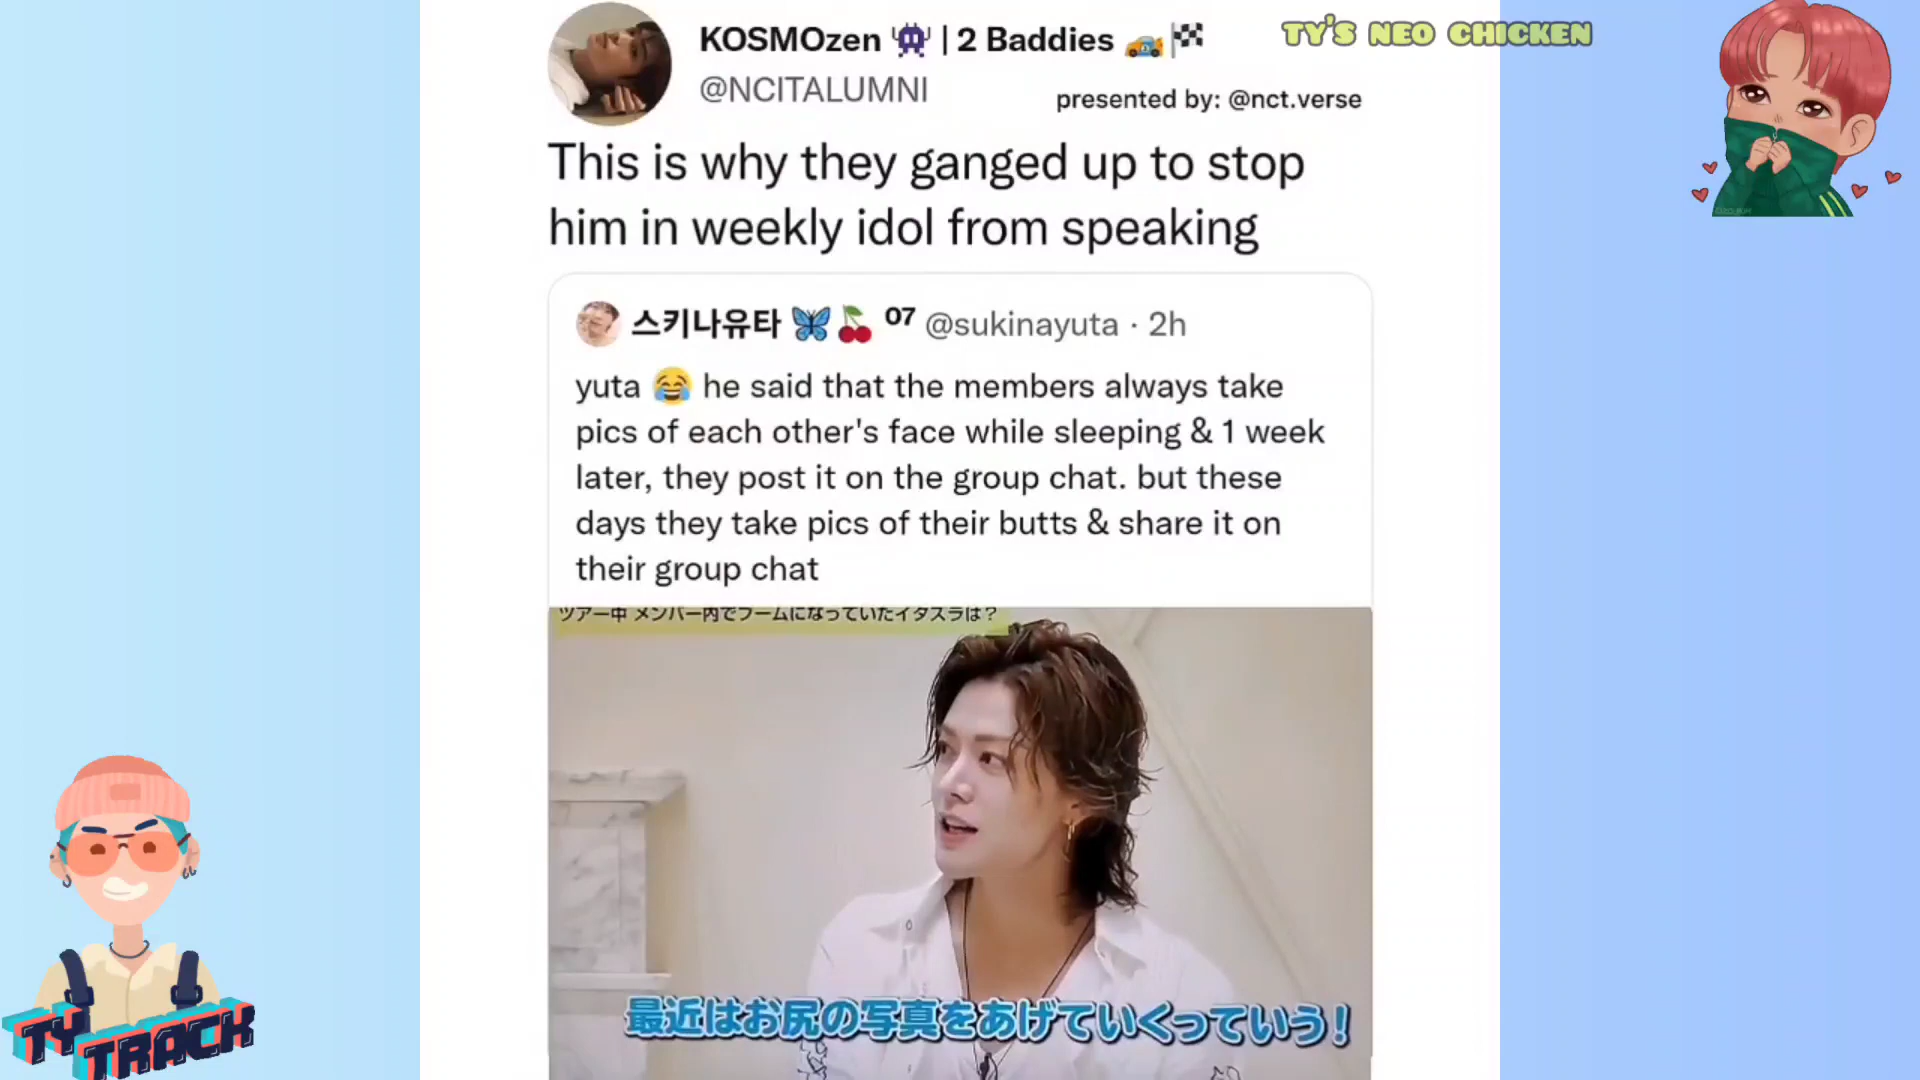 KOSMOzen 👾 | 2 Baddies 🏎️🏁
@NCITALUMNI
presented by: @nct.verse
TY'S NEO CHICKEN
This is why they ganged up to stop
him in weekly idol from speaking
스키나유타 🦋🍒 ⁰⁷ @sukinayuta · 2h
yuta 😂 he said that the members always take
pics of each other's face while sleeping & 1 week
later, they post it on the group chat. but these
days they take pics of their butts & share it on
their group chat
ツアー中 メンバー内でブームになっていたイタズラは?
最近はお尻の写真をあげていくっていう!
TY TRACK